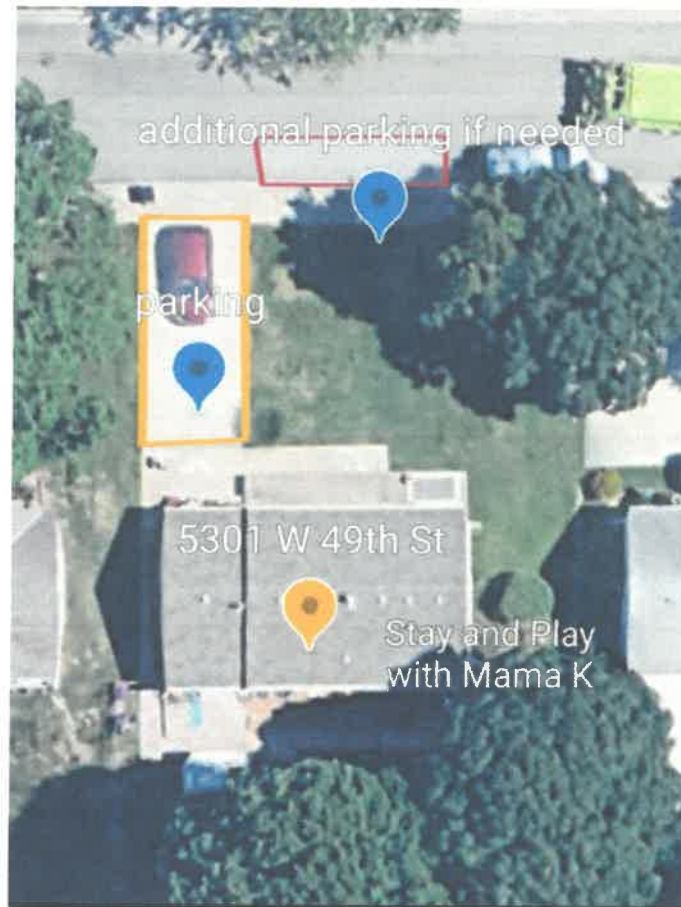 additional parking if needed
parking
5301 W 49th St
Stay and Play
with Mama K